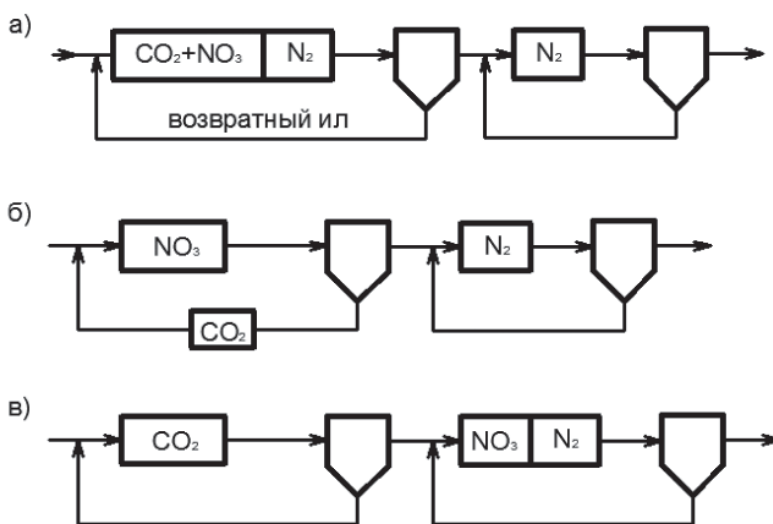 а)
CO₂+NO₃ N₂ N₂
возвратный ил
б)
NO₃ N₂
CO₂
в)
CO₂ NO₃ N₂